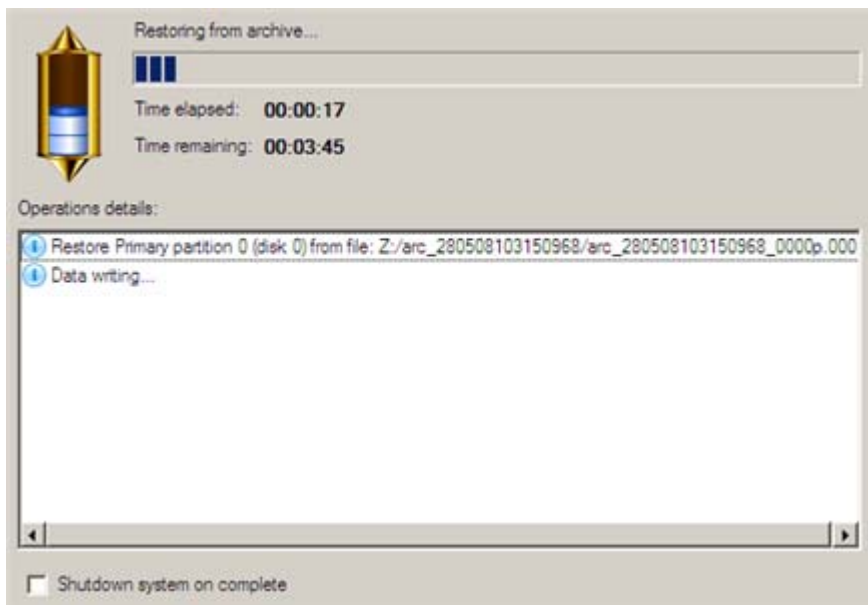 Restoring from archive...
Time elapsed: 00:00:17
Time remaining: 00:03:45
Operations details:
Restore Primary partition 0 (disk 0) from file: Z:/arc_280508103150968/arc_280508103150968_0000p.000
Data writing...
Shutdown system on complete